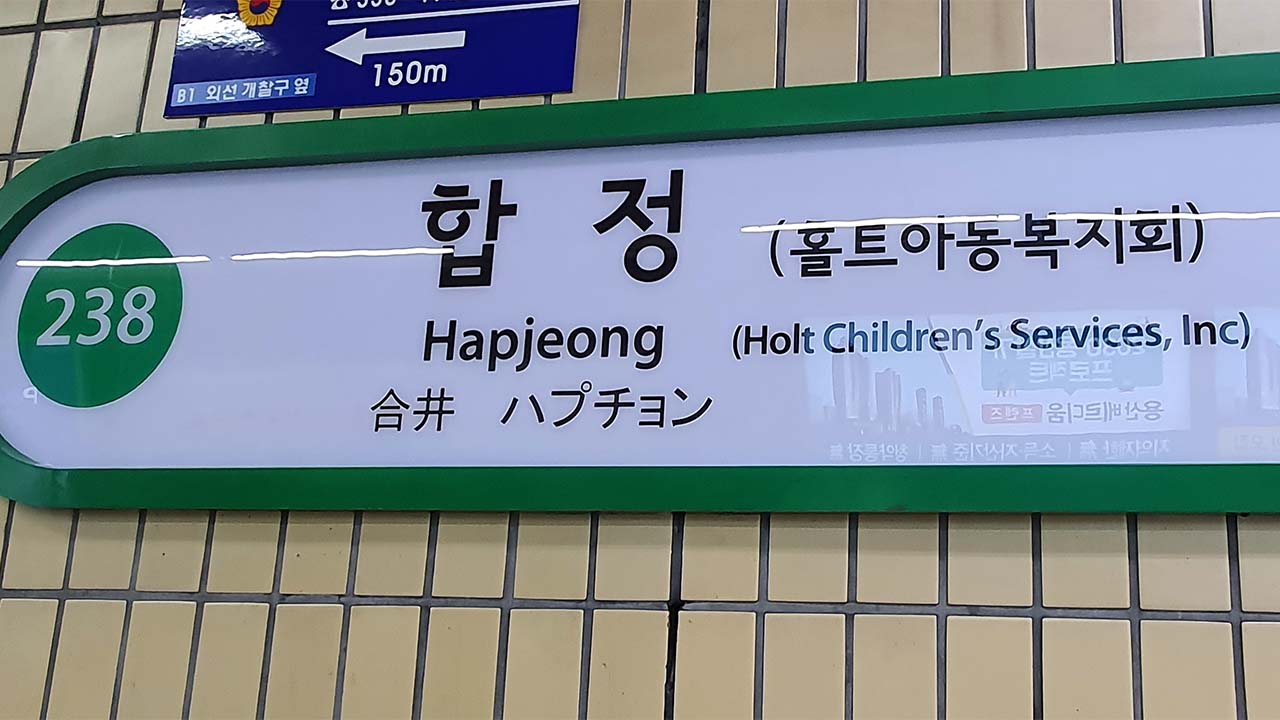 150m
B1 외선 개찰구 옆
합 정 (홀트아동복지회)
238
Hapjeong (Holt Children's Services, Inc)
合井 ハプチョン